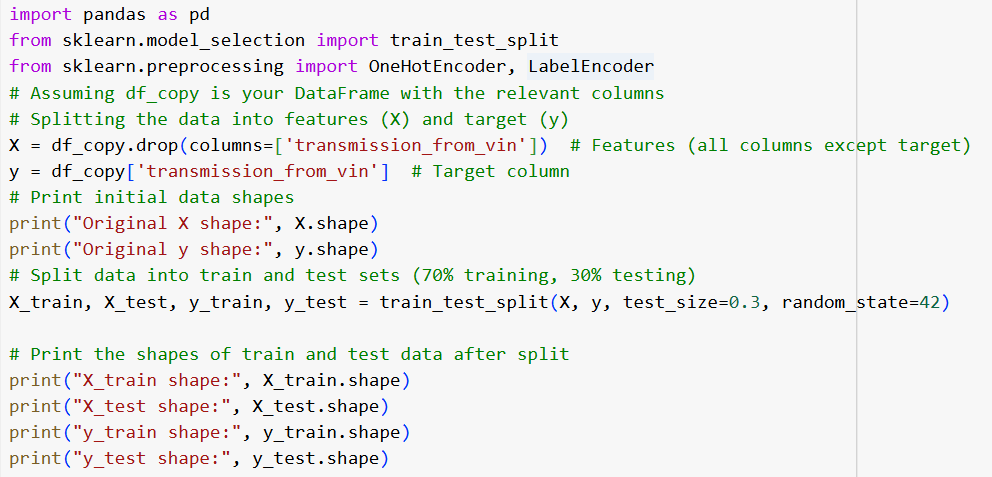 import pandas as pd
from sklearn.model_selection import train_test_split
from sklearn.preprocessing import OneHotEncoder, LabelEncoder
# Assuming df_copy is your DataFrame with the relevant columns
# Splitting the data into features (X) and target (y)
X = df_copy.drop(columns=['transmission_from_vin'])  # Features (all columns except target)
y = df_copy['transmission_from_vin']  # Target column
# Print initial data shapes
print("Original X shape:", X.shape)
print("Original y shape:", y.shape)
# Split data into train and test sets (70% training, 30% testing)
X_train, X_test, y_train, y_test = train_test_split(X, y, test_size=0.3, random_state=42)
# Print the shapes of train and test data after split
print("X_train shape:", X_train.shape)
print("X_test shape:", X_test.shape)
print("y_train shape:", y_train.shape)
print("y_test shape:", y_test.shape)